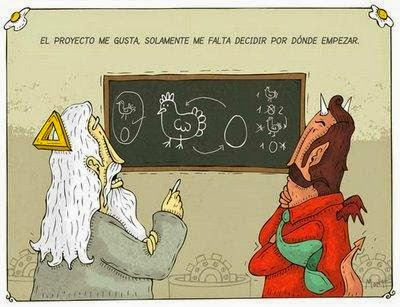 EL PROYECTO ME GUSTA, SOLAMENTE ME FALTA DECIDIR POR DÓNDE EMPEZAR.